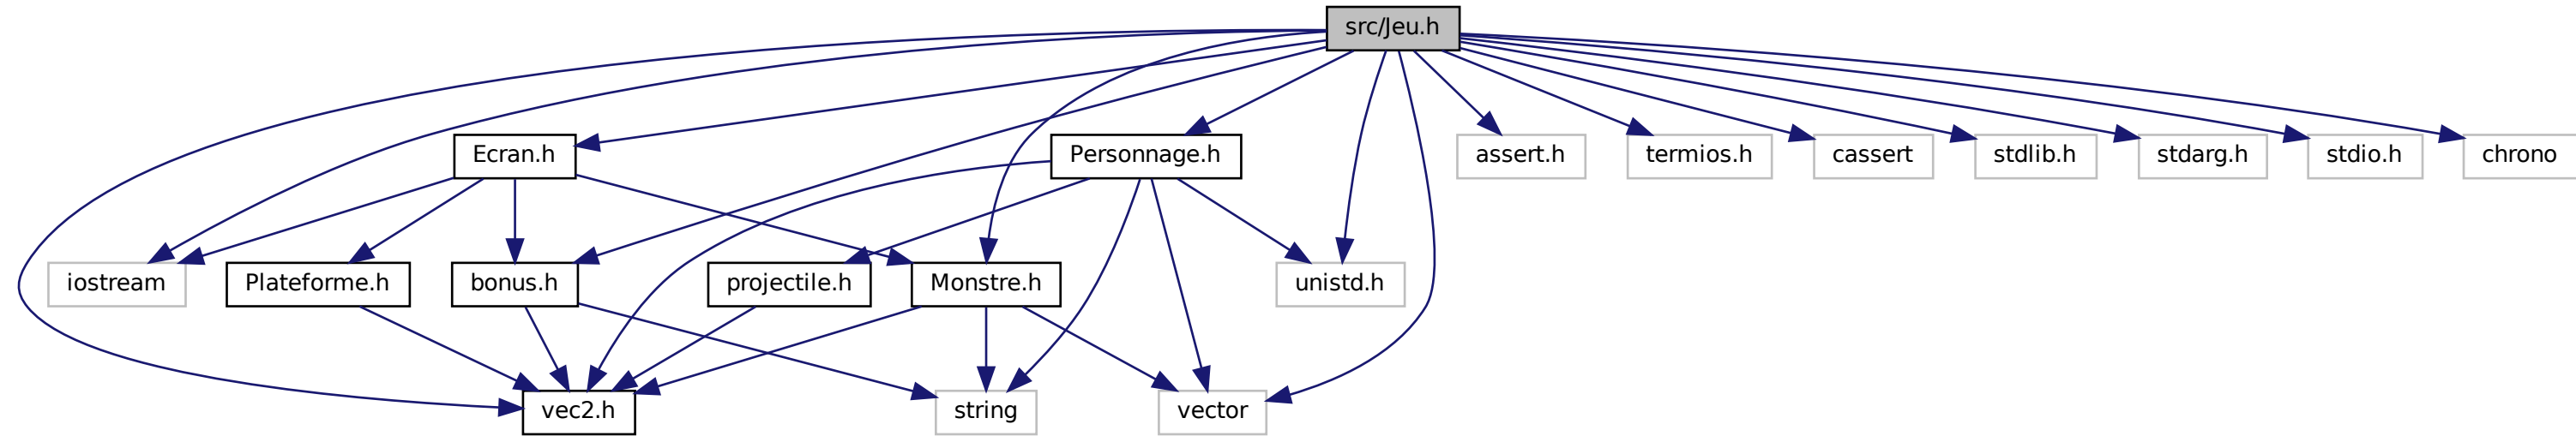 src/Jeu.h
Ecran.h
Personnage.h
assert.h
termios.h
cassert
stdlib.h
stdarg.h
stdio.h
chrono
iostream
Plateforme.h
bonus.h
projectile.h
Monstre.h
unistd.h
vec2.h
string
vector